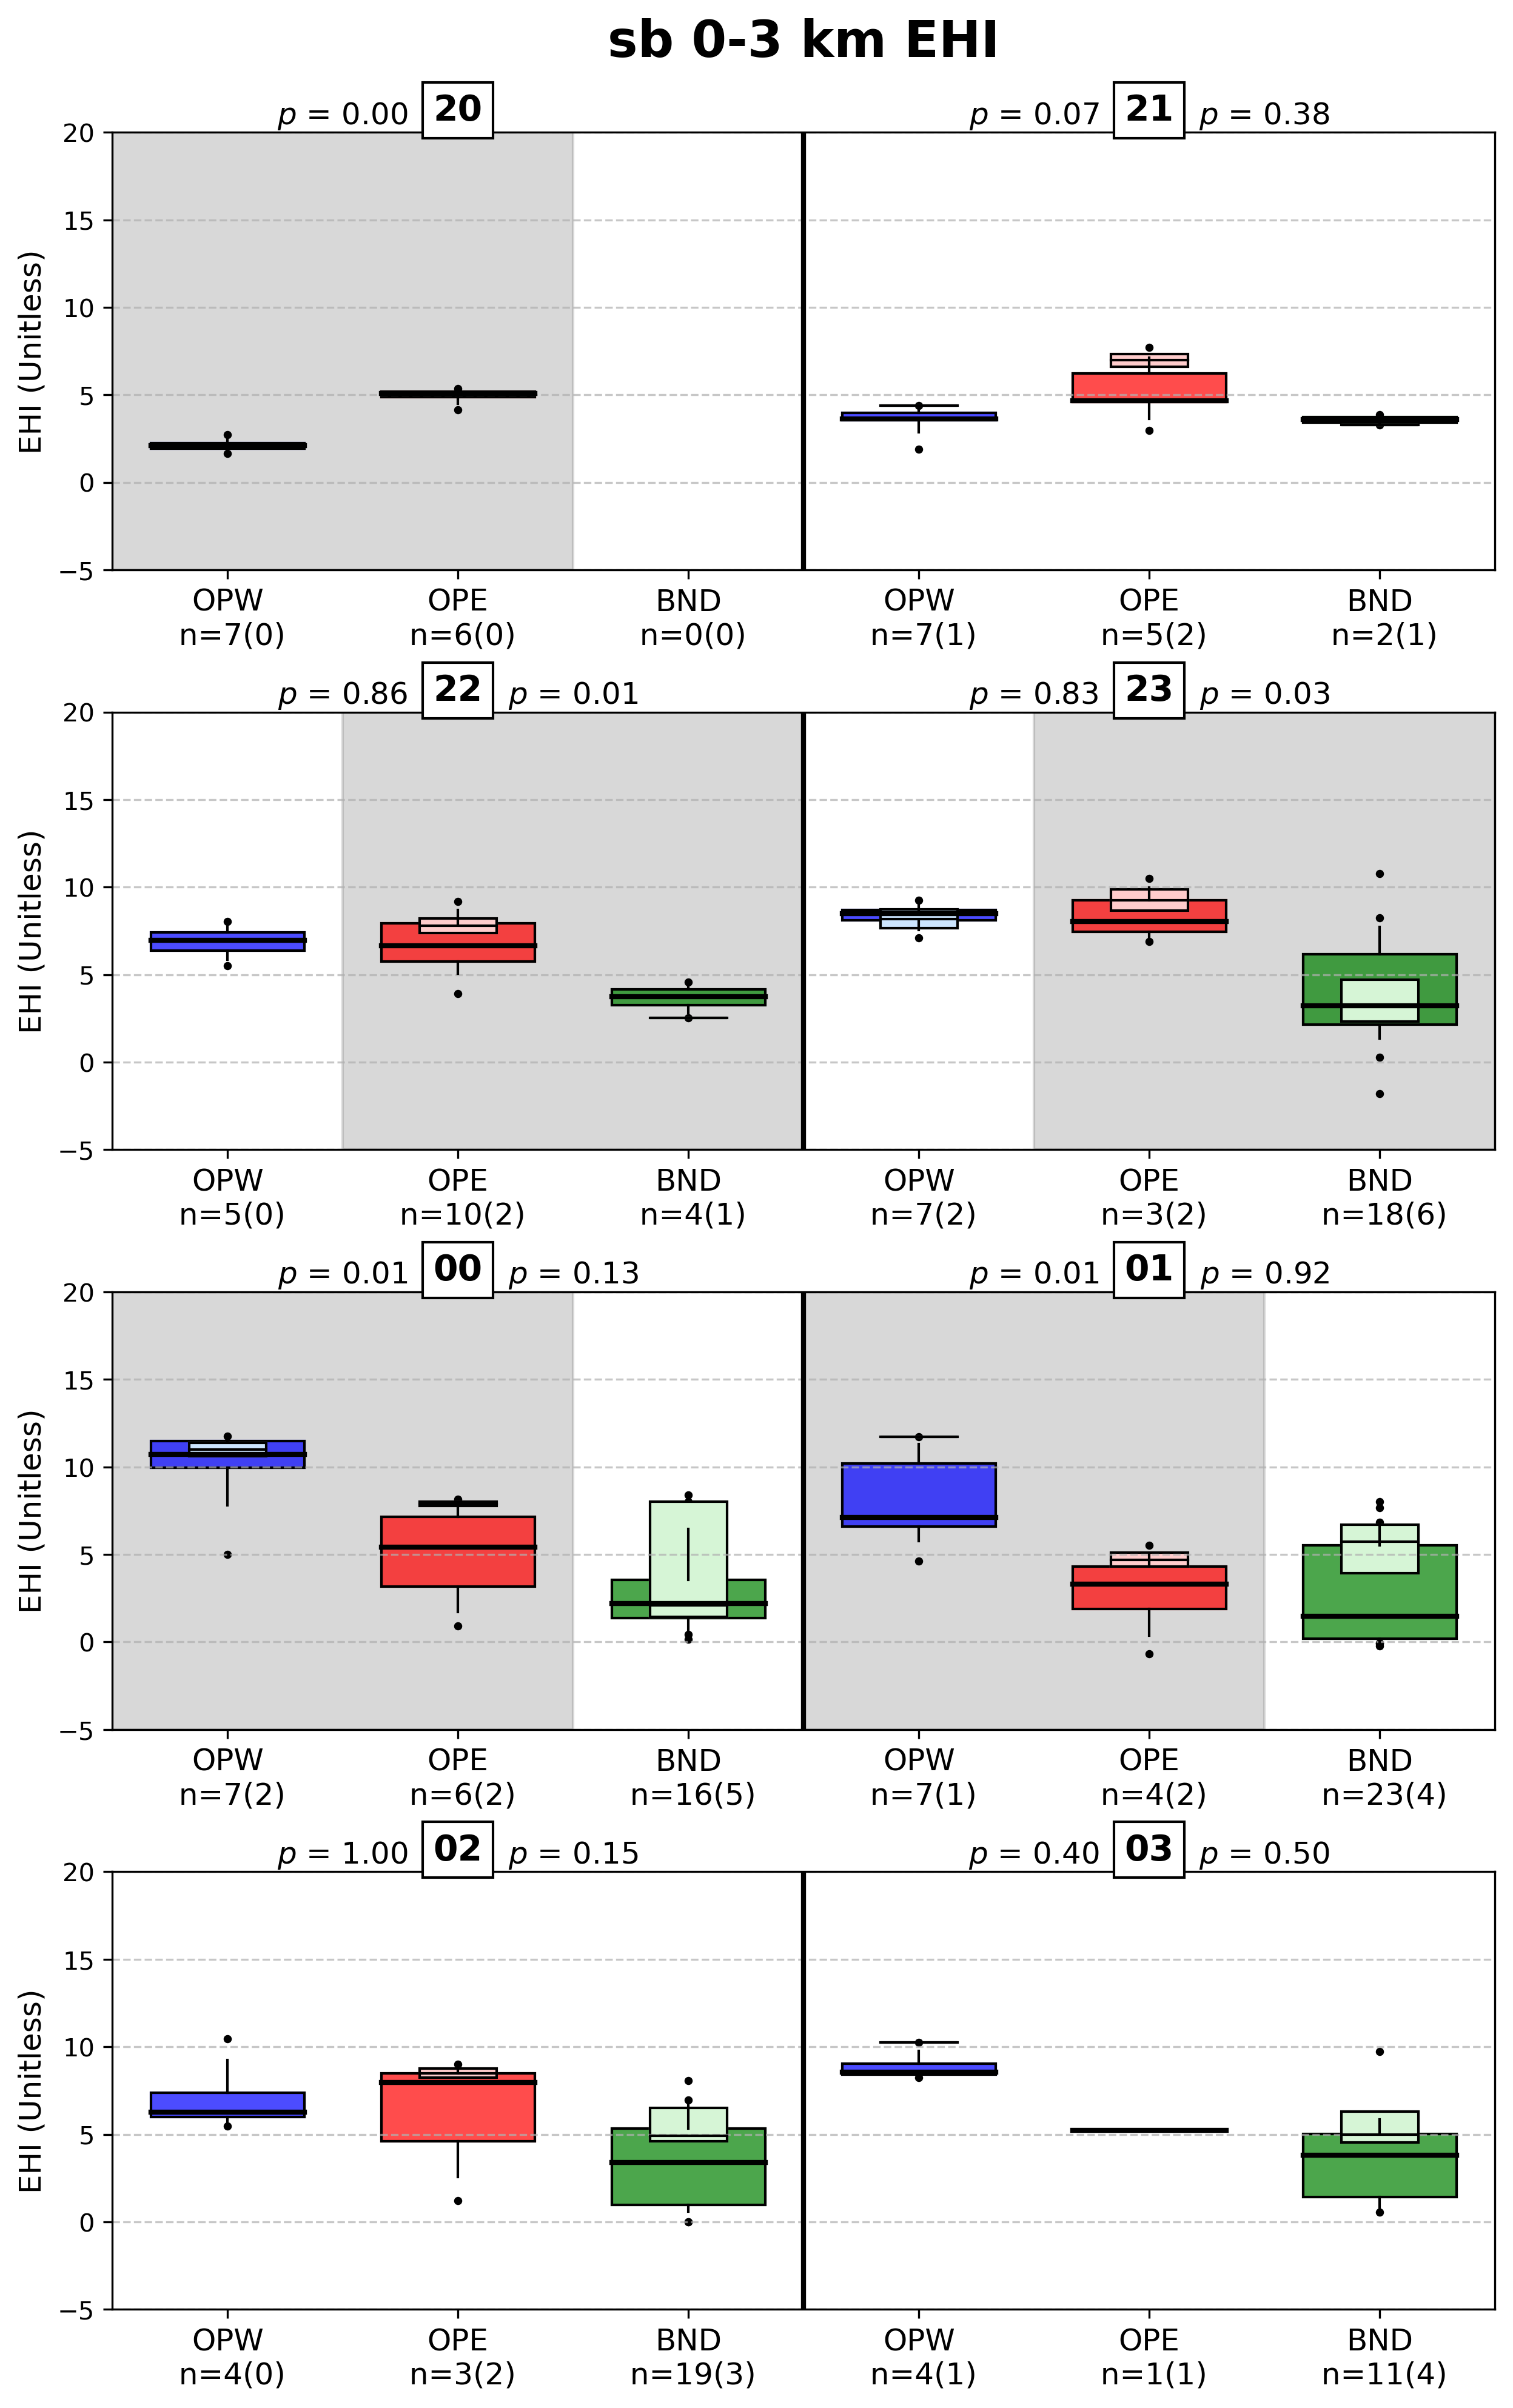 sb 0-3 km EHI
p = 0.00 20
p = 0.07 21 p = 0.38
EHI (Unitless)
20
15
10
5
0
−5
OPW OPE BND OPW OPE BND
n=7(0) n=6(0) n=0(0) n=7(1) n=5(2) n=2(1)
p = 0.86 22 p = 0.01
p = 0.83 23 p = 0.03
EHI (Unitless)
20
15
10
5
0
−5
OPW OPE BND OPW OPE BND
n=5(0) n=10(2) n=4(1) n=7(2) n=3(2) n=18(6)
p = 0.01 00 p = 0.13
p = 0.01 01 p = 0.92
EHI (Unitless)
20
15
10
5
0
−5
OPW OPE BND OPW OPE BND
n=7(2) n=6(2) n=16(5) n=7(1) n=4(2) n=23(4)
p = 1.00 02 p = 0.15
p = 0.40 03 p = 0.50
EHI (Unitless)
20
15
10
5
0
−5
OPW OPE BND OPW OPE BND
n=4(0) n=3(2) n=19(3) n=4(1) n=1(1) n=11(4)